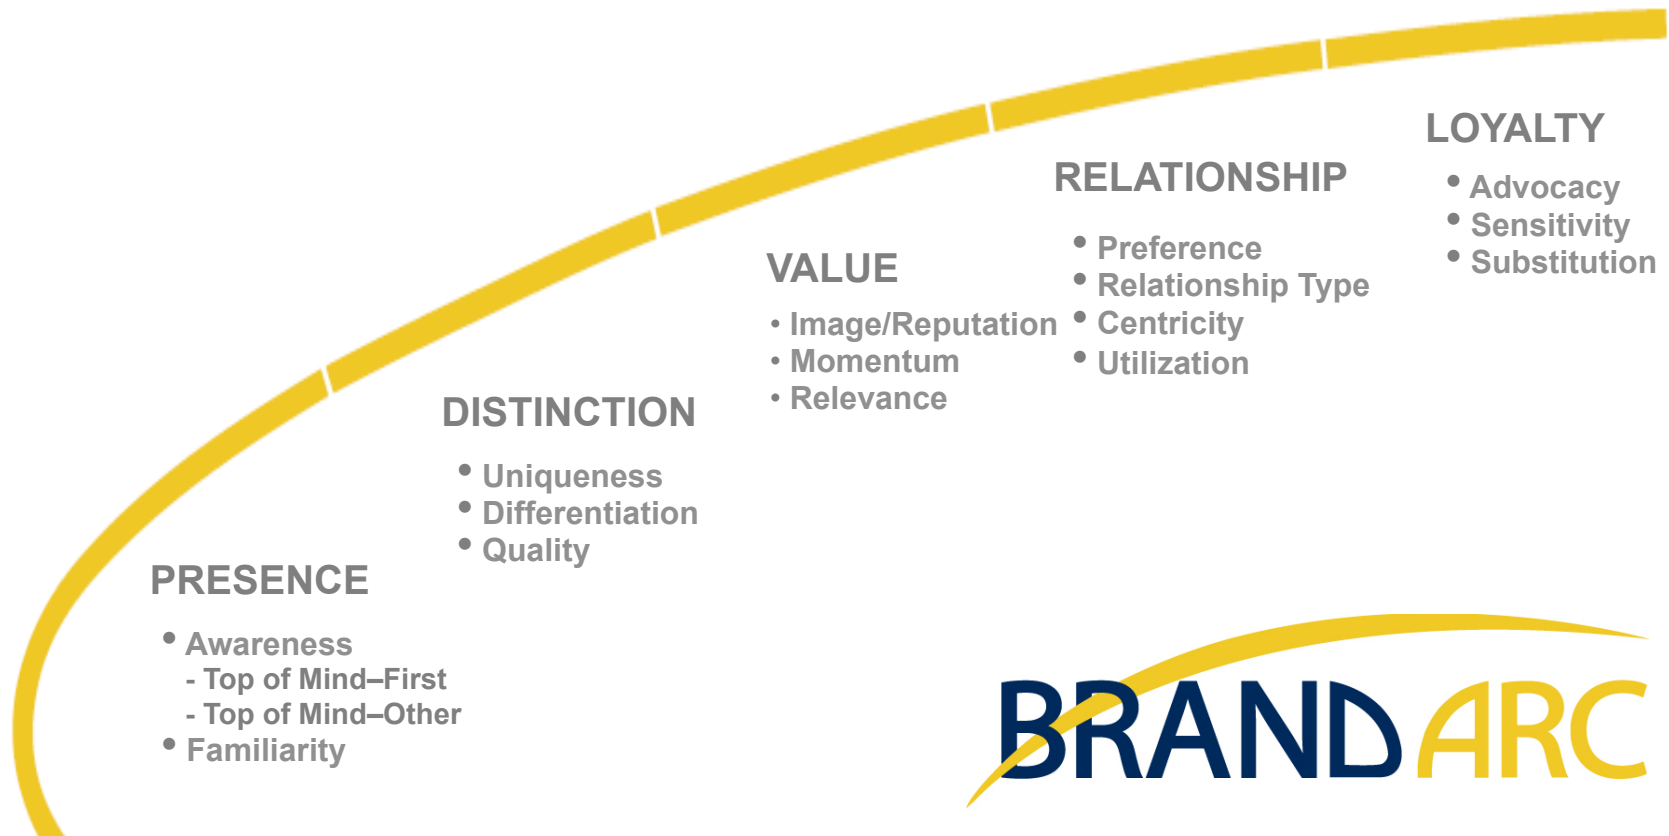 PRESENCE
• Awareness
- Top of Mind–First
- Top of Mind–Other
• Familiarity
DISTINCTION
• Uniqueness
• Differentiation
• Quality
VALUE
• Image/Reputation
• Momentum
• Relevance
RELATIONSHIP
• Preference
• Relationship Type
• Centricity
• Utilization
LOYALTY
• Advocacy
• Sensitivity
• Substitution
BRAND ARC